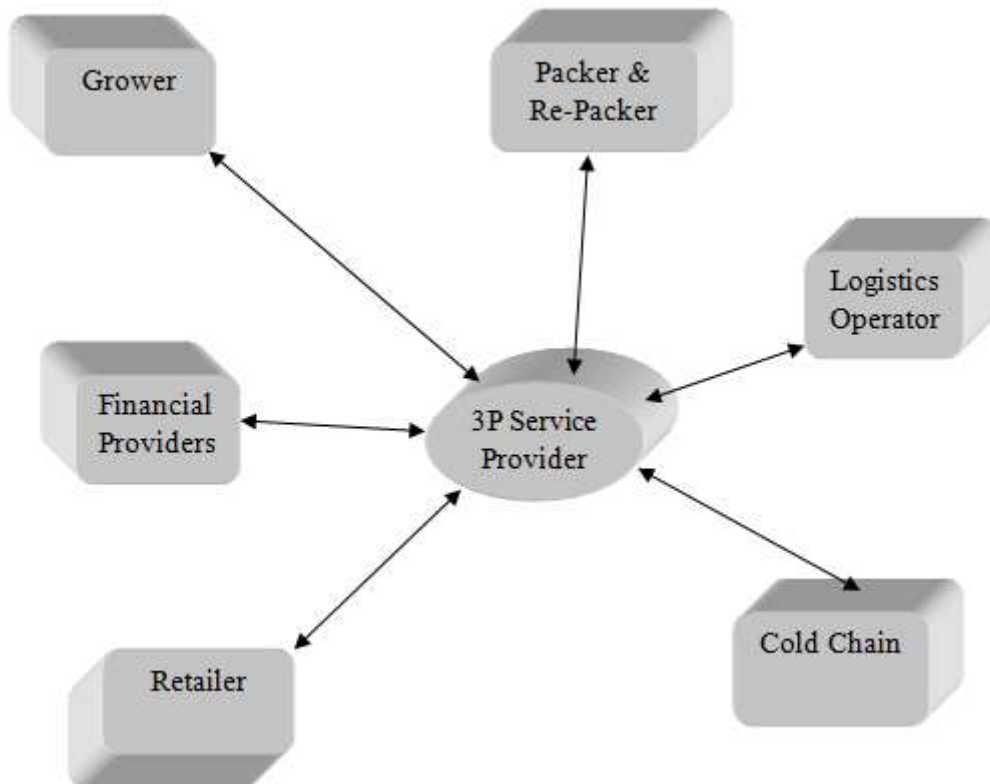 Grower
Packer &
Re-Packer
Logistics
Operator
Financial
Providers
3P Service
Provider
Cold Chain
Retailer